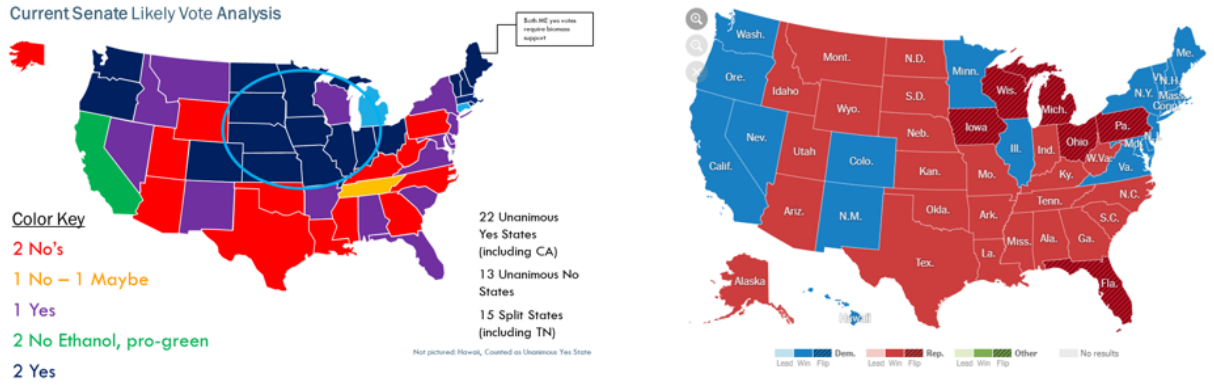 Current Senate Likely Vote Analysis
Both ME yes votes
require biomass
support
Color Key
2 No's
1 No – 1 Maybe
1 Yes
2 No Ethanol, pro-green
2 Yes
22 Unanimous
Yes States
(including CA)
13 Unanimous No
States
15 Split States
(including TN)
Not pictured: Hawaii, Counted as Unanimous Yes State
Wash.
Mont.
N.D.
Minn.
Me.
Ore.
Idaho
S.D.
Wis.
Mich.
N.Y.
Vt.
N.H.
Mass.
Conn.
Wyo.
Iowa
Neb.
Pa.
N.J.
Nev.
Utah
Colo.
Ill.
Ind.
Ohio
Md.
W.Va.
Va.
Calif.
Kan.
Mo.
Ky.
Ariz.
N.M.
Okla.
Ark.
Tenn.
N.C.
S.C.
Tex.
La.
Miss.
Ala.
Ga.
Fla.
Alaska
Hawaii
Dem.
Lead Win Flip
Rep.
Lead Win Flip
Other
Lead Win Flip
No results